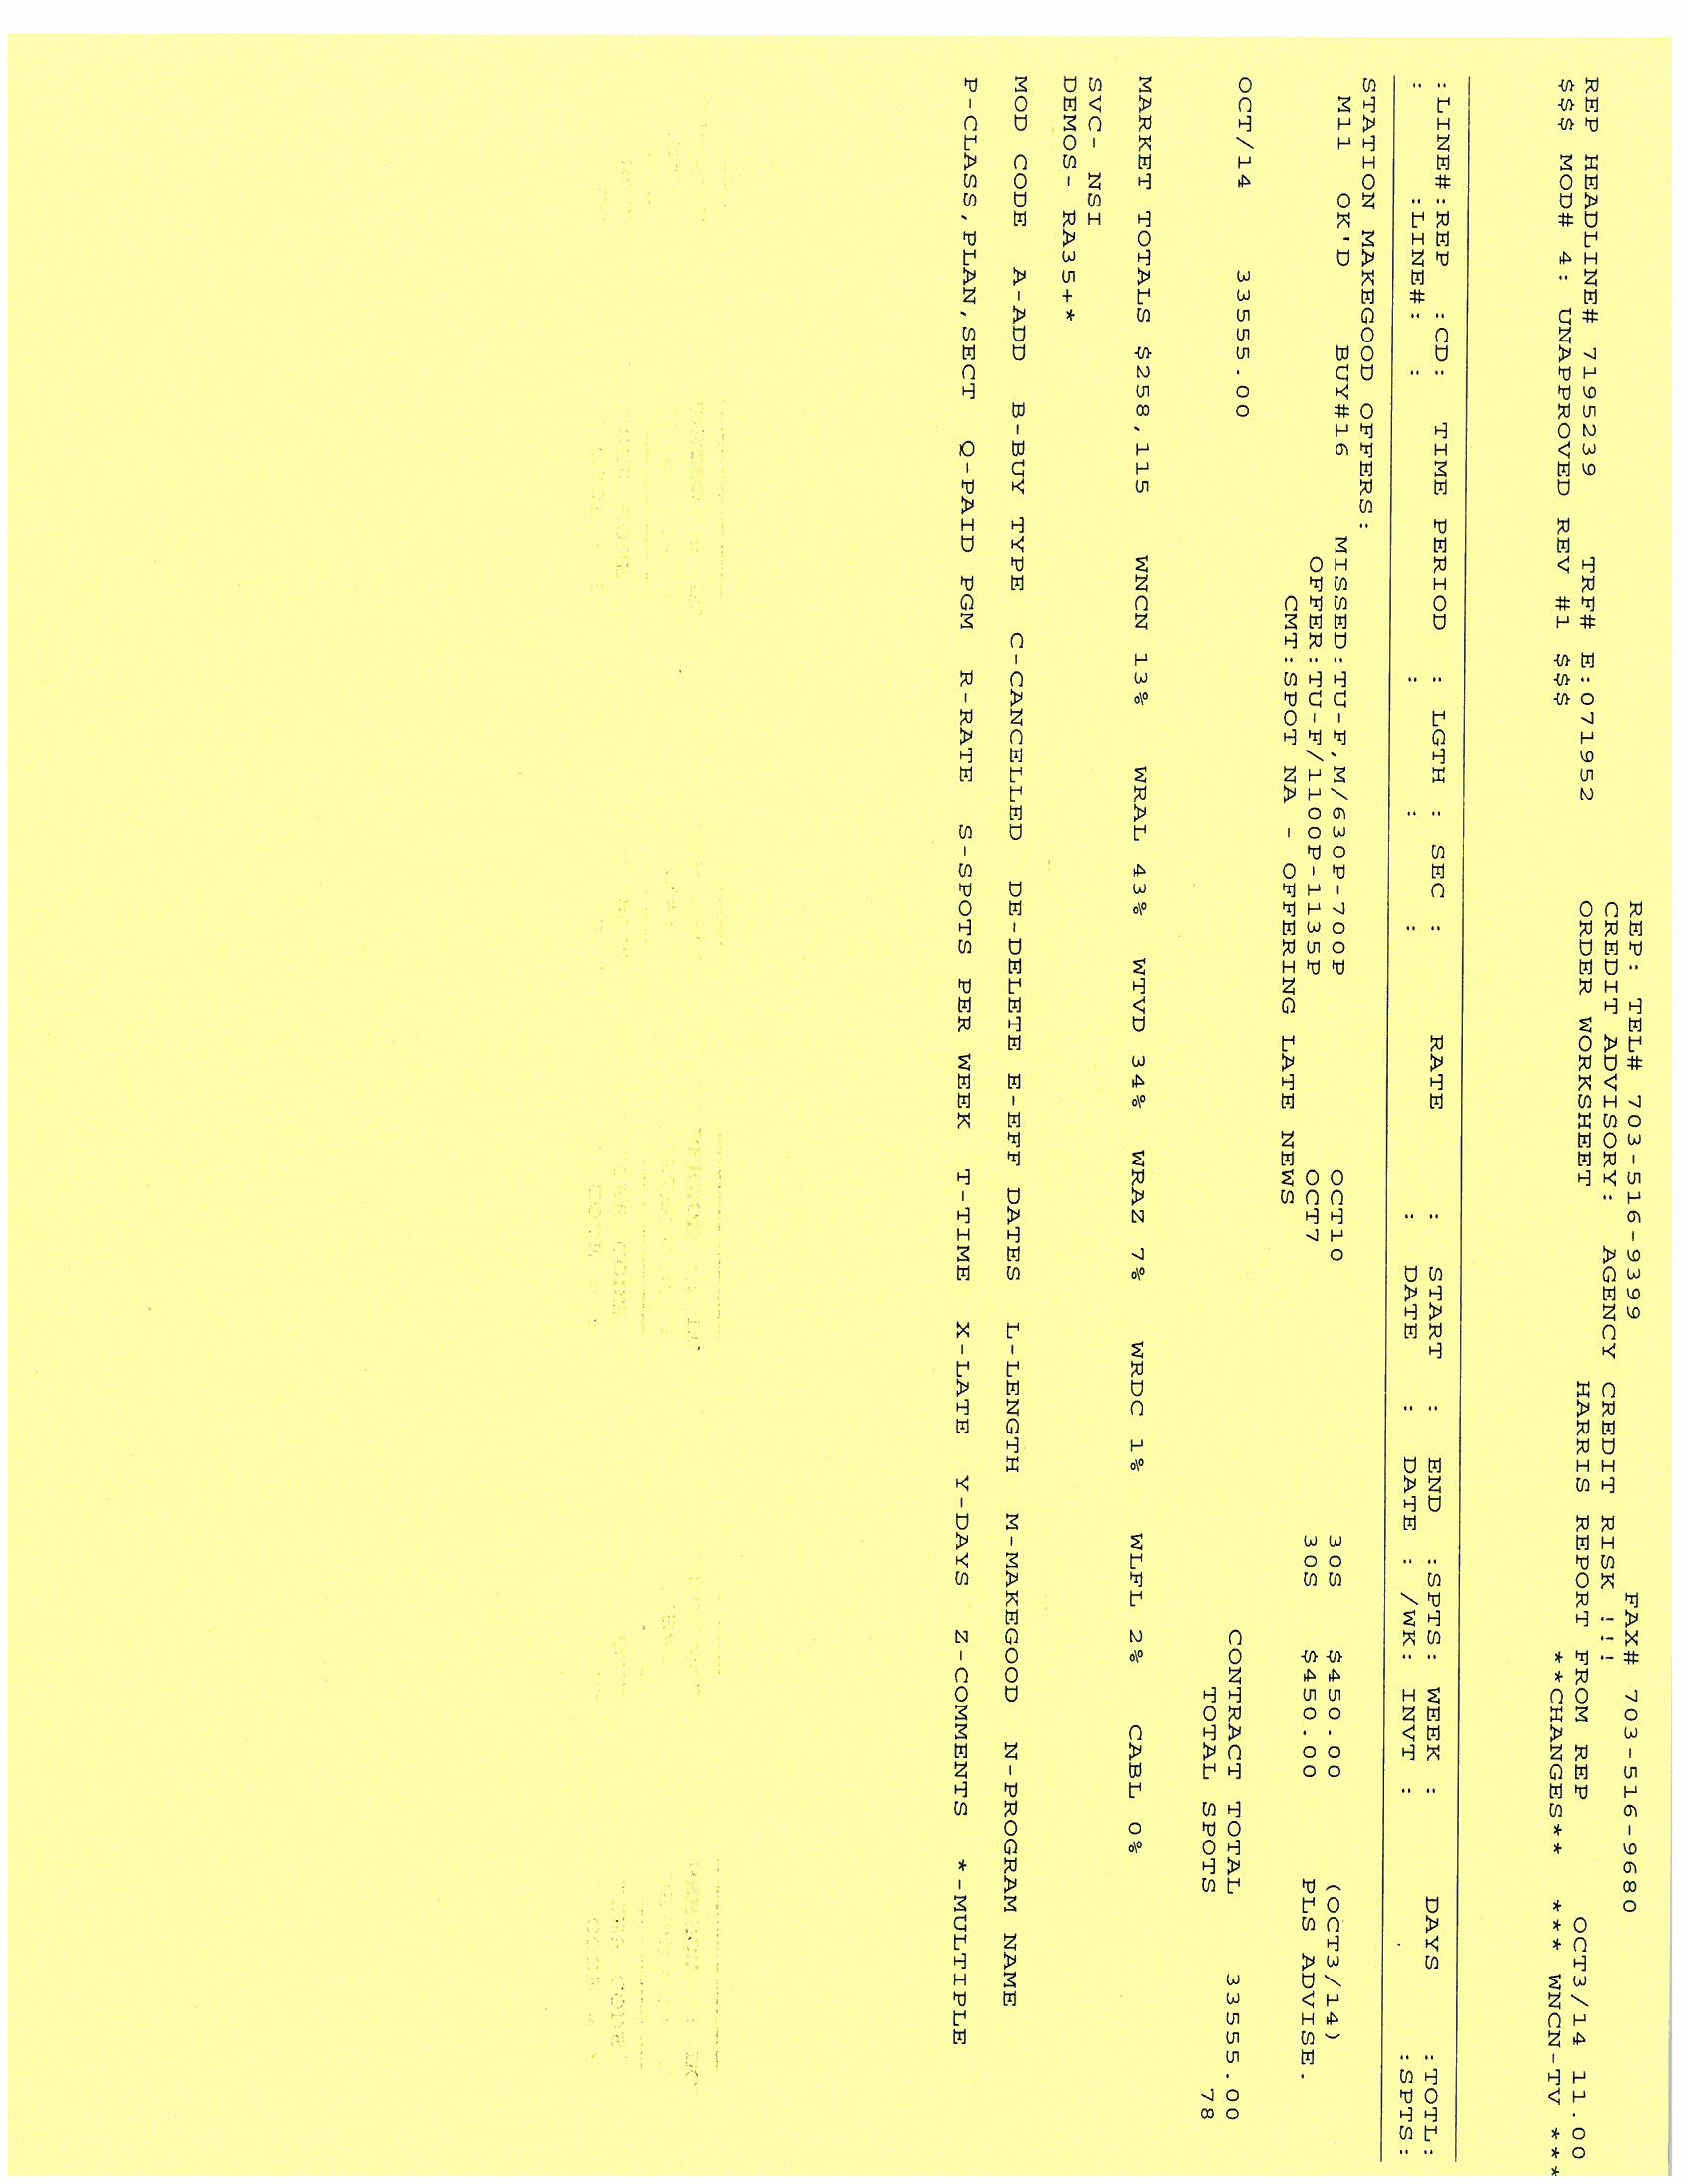 REP: TEL# 703-516-9399 FAX# 703-516-9680
CREDIT ADVISORY: AGENCY CREDIT RISK !!!
ORDER WORKSHEET HARRIS REPORT FROM REP OCT3/14 11.00
REP HEADLINE# 7195239 TRF# E:071952
$$$ MOD# 4: UNAPPROVED REV #1 $$$ **CHANGES** *** WNCN-TV ***
:LINE#:REP :CD: TIME PERIOD : LGTH : SEC : RATE : START : END :SPTS: WEEK : DAYS :TOTL:
: :LINE#: : : : : : DATE : DATE : /WK: INVT : :SPTS:
STATION MAKEGOOD OFFERS:
M11 OK'D BUY#16 MISSED:TU-F,M/630P-700P OCT10 30S $450.00 (OCT3/14)
OFFER:TU-F/1100P-1135P OCT7 30S $450.00 PLS ADVISE.
CMT:SPOT NA - OFFERING LATE NEWS
OCT/14 33555.00 CONTRACT TOTAL 33555.00
TOTAL SPOTS 78
MARKET TOTALS $258,115 WNCN 13% WRAL 43% WTVD 34% WRAZ 7% WRDC 1% WLFL 2% CABL 0%
SVC- NSI
DEMOS- RA35+*
MOD CODE A-ADD B-BUY TYPE C-CANCELLED DE-DELETE E-EFF DATES L-LENGTH M-MAKEGOOD N-PROGRAM NAME
P-CLASS,PLAN,SECT Q-PAID PGM R-RATE S-SPOTS PER WEEK T-TIME X-LATE Y-DAYS Z-COMMENTS *-MULTIPLE